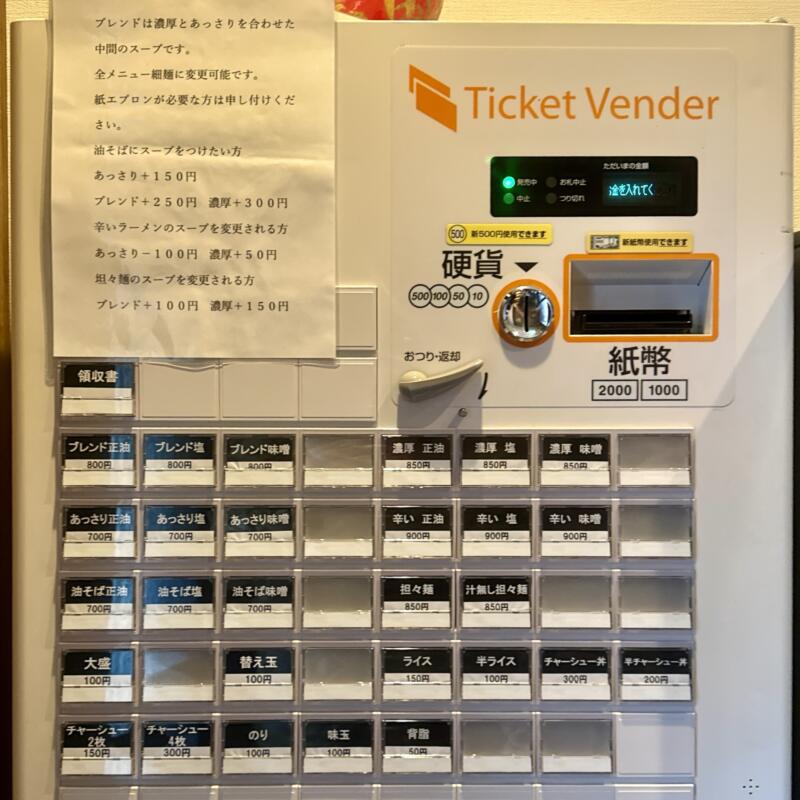 ブレンドは濃厚とあっさりを合わせた
中間のスープです。
全メニュー細麺に変更可能です。
紙エプロンが必要な方は申し付けくだ
さい。
油そばにスープをつけたい方
あっさり＋１５０円
ブレンド＋２５０円　濃厚＋３００円
辛いラーメンのスープを変更される方
あっさり－１００円　濃厚＋５０円
坦々麺のスープを変更される方
ブレンド＋１００円　濃厚＋１５０円
Ticket Vender
ただいまの金額
発売中 お札中止
中止 つり切れ
金を入れてく
500 新500円使用できます
新紙幣使用できます
硬貨
500 100 50 10
おつり・返却
紙幣
2000 1000
領収書
ブレンド正油 ブレンド塩 ブレンド味噌 濃厚 正油 濃厚 塩 濃厚 味噌
800円 800円 800円 850円 850円 850円
あっさり正油 あっさり塩 あっさり味噌 辛い 正油 辛い 塩 辛い 味噌
700円 700円 700円 900円 900円 900円
油そば正油 油そば塩 油そば味噌 担々麺 汁無し担々麺
700円 700円 700円 850円 850円
大盛 替え玉 ライス 半ライス チャーシュー丼 半チャーシュー丼
100円 100円 150円 100円 300円 200円
チャーシュー チャーシュー のり 味玉 背脂
2枚 4枚
150円 300円 100円 100円 50円